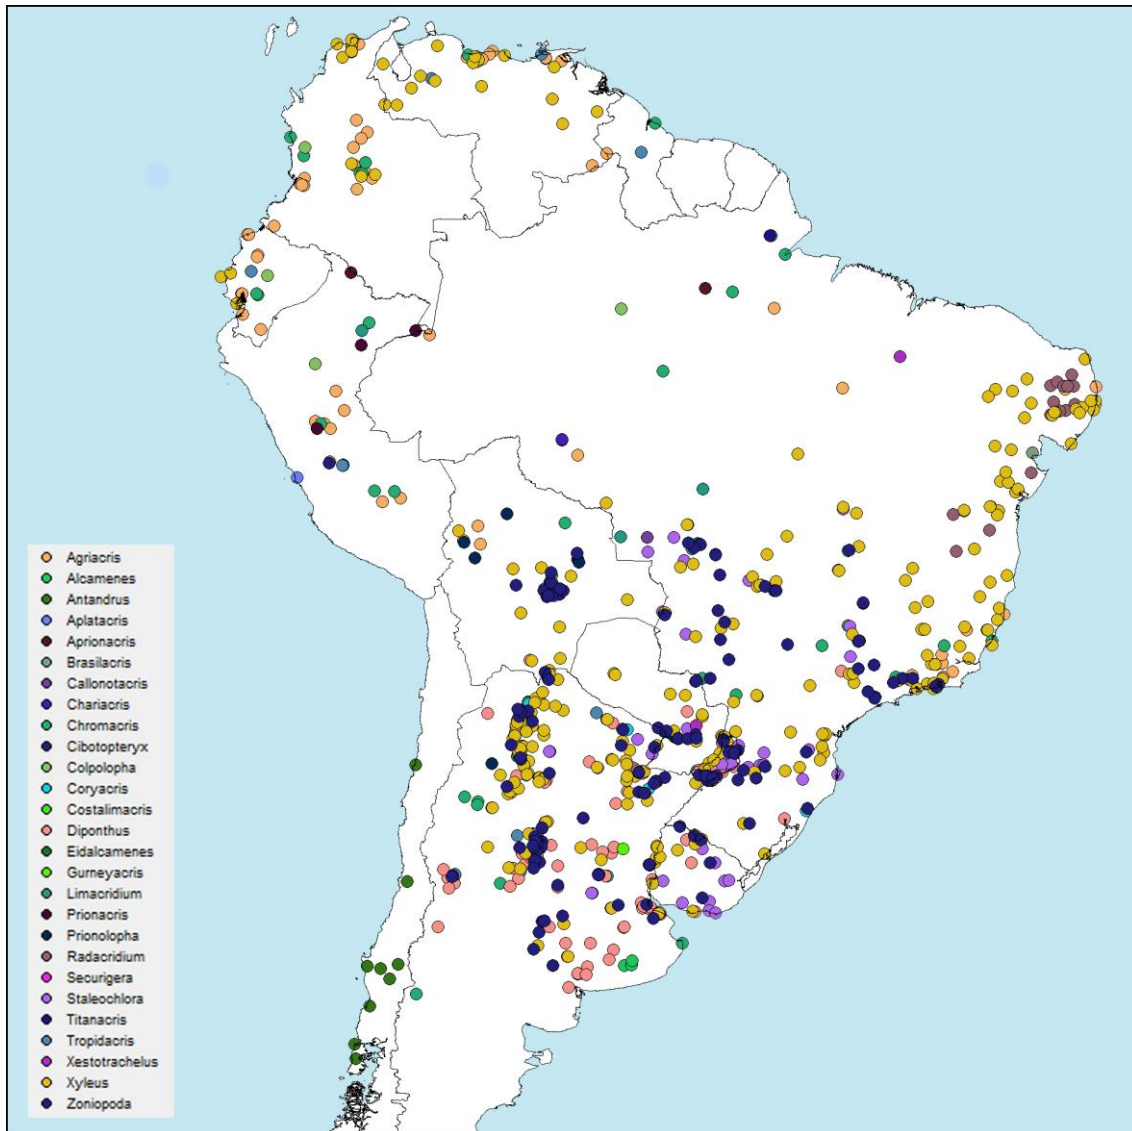 Agriacris
Alcamenes
Antandrus
Aplatacris
Aprionacris
Brasilacris
Callonotacris
Chariacris
Chromacris
Cibotopteryx
Colpolopha
Coryacris
Costalimacris
Diponthus
Eidalcamenes
Gurneyacris
Limacridium
Prionacris
Prionolopha
Radacridium
Securigera
Staleochlora
Titanacris
Tropidacris
Xestotrachelus
Xyleus
Zoniopoda